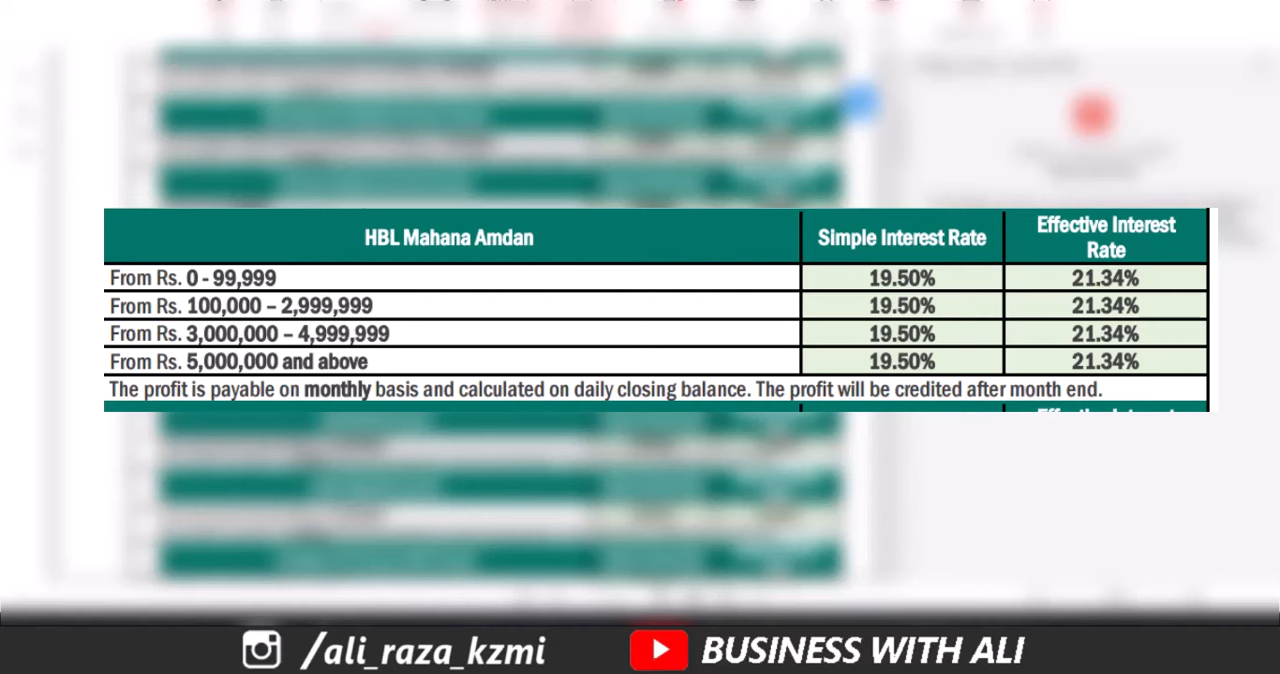 HBL Mahana Amdan Simple Interest Rate Effective Interest Rate
From Rs. 0 - 99,999 19.50% 21.34%
From Rs. 100,000 – 2,999,999 19.50% 21.34%
From Rs. 3,000,000 – 4,999,999 19.50% 21.34%
From Rs. 5,000,000 and above 19.50% 21.34%
The profit is payable on monthly basis and calculated on daily closing balance. The profit will be credited after month end.
/ali_raza_kzmi BUSINESS WITH ALI